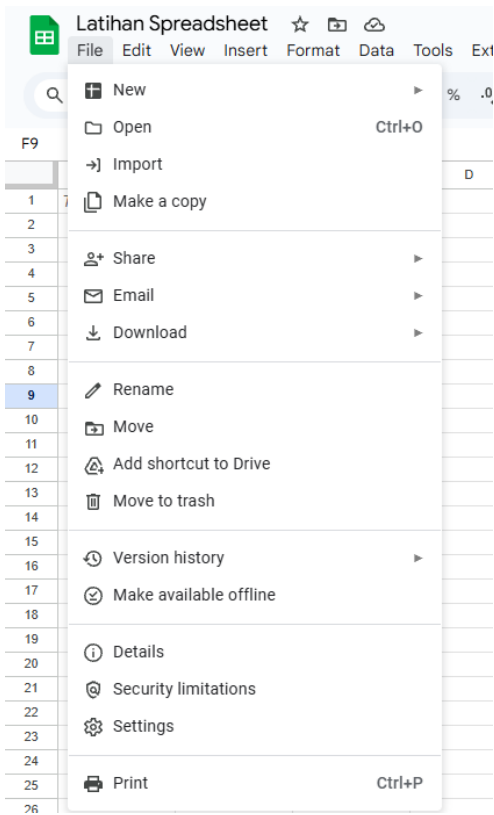 Latihan Spreadsheet
File Edit View Insert Format Data Tools Ext
New
% .0
Open Ctrl+O
F9
Import
D
1
Make a copy
2
3
Share
4
5
Email
6
Download
7
8
9
Rename
10
Move
11
12
Add shortcut to Drive
13
Move to trash
14
15
Version history
16
17
Make available offline
18
19
Details
20
21
Security limitations
22
Settings
23
24
25
Print Ctrl+P
26